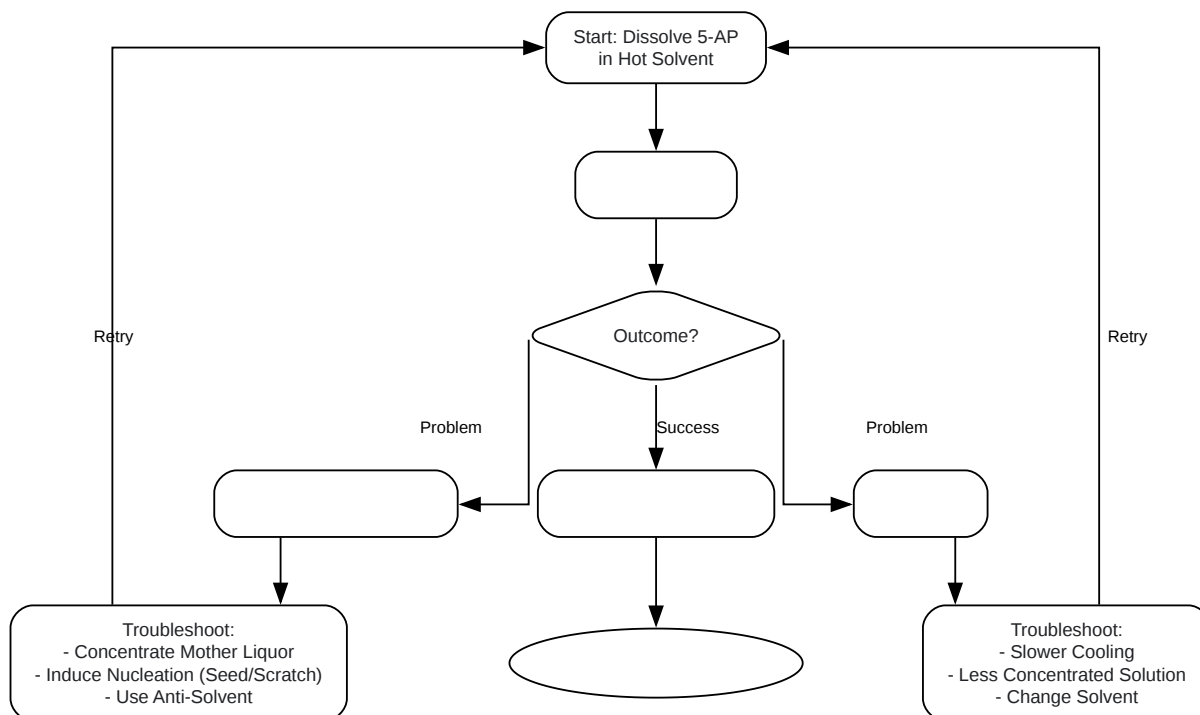 Start: Dissolve 5-AP
in Hot Solvent
Outcome?
Retry
Retry
Problem
Success
Problem
Troubleshoot:
- Concentrate Mother Liquor
- Induce Nucleation (Seed/Scratch)
- Use Anti-Solvent
Troubleshoot:
- Slower Cooling
- Less Concentrated Solution
- Change Solvent